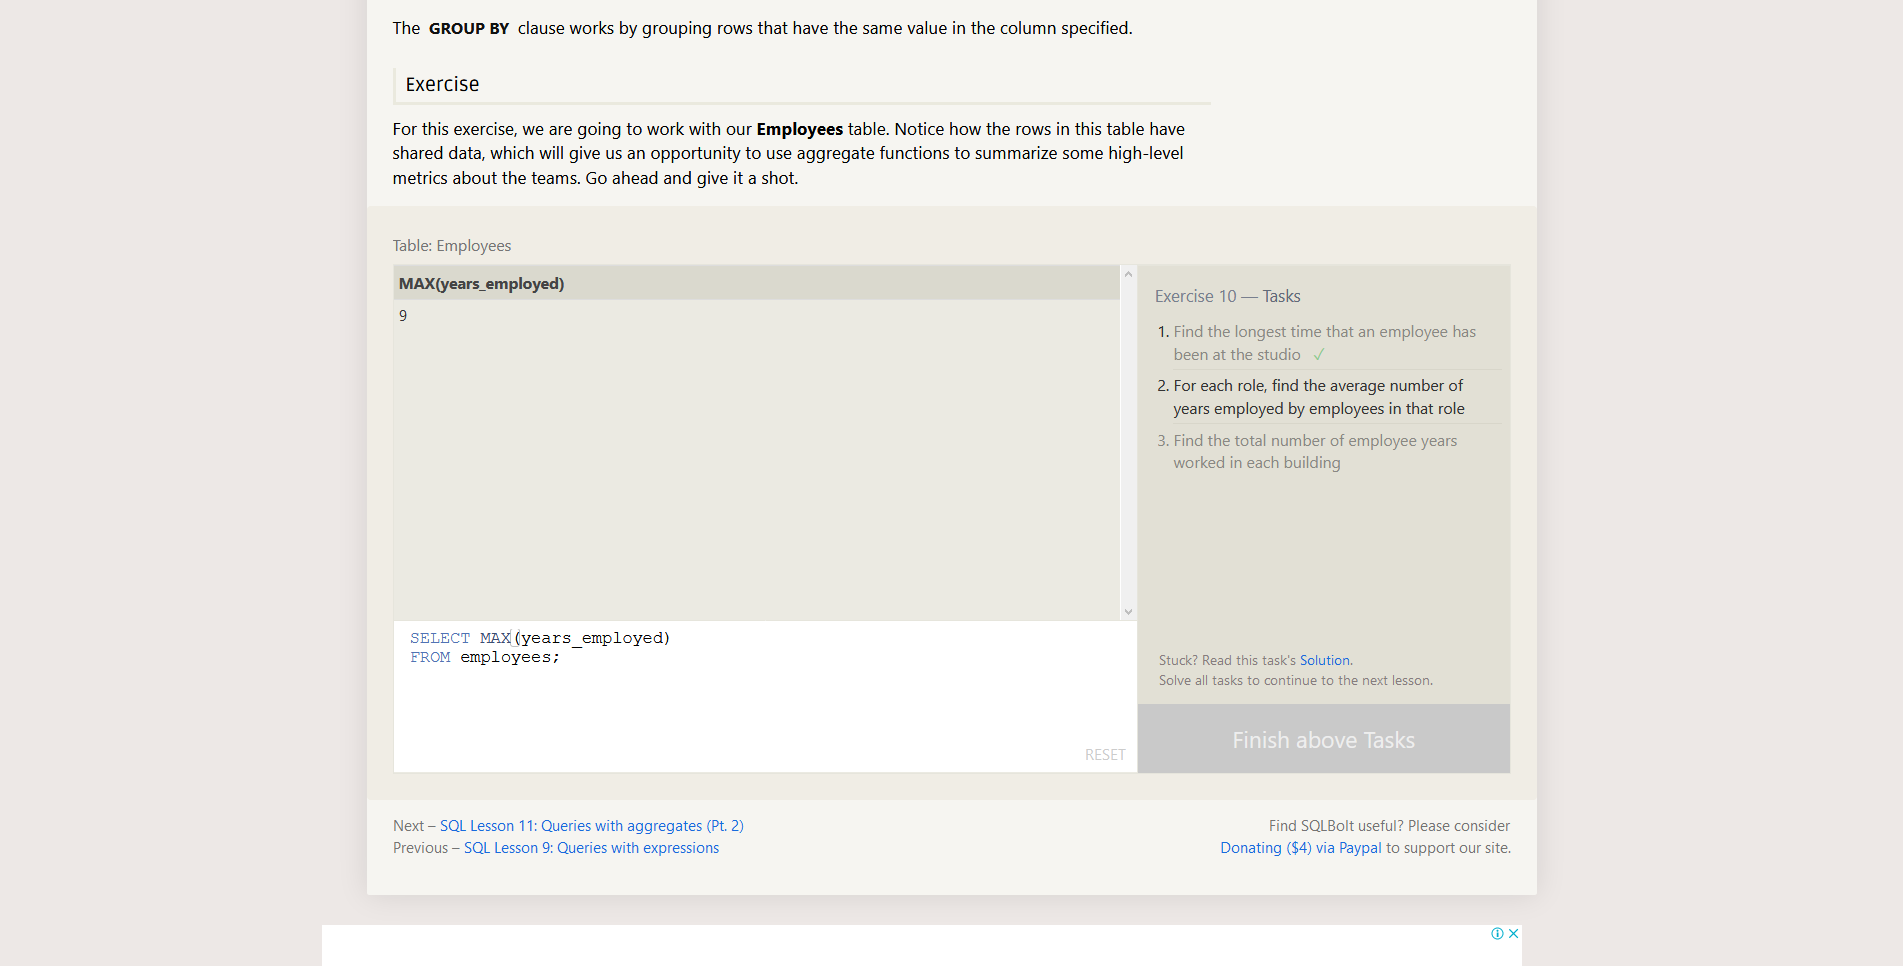 The GROUP BY clause works by grouping rows that have the same value in the column specified.
Exercise
For this exercise, we are going to work with our Employees table. Notice how the rows in this table have
shared data, which will give us an opportunity to use aggregate functions to summarize some high-level
metrics about the teams. Go ahead and give it a shot.
Table: Employees
MAX(years_employed)
9
SELECT MAX(years_employed)
FROM employees;
RESET
Exercise 10 — Tasks
1. Find the longest time that an employee has
been at the studio ✓
2. For each role, find the average number of
years employed by employees in that role
3. Find the total number of employee years
worked in each building
Stuck? Read this task's Solution.
Solve all tasks to continue to the next lesson.
Finish above Tasks
Next – SQL Lesson 11: Queries with aggregates (Pt. 2)
Previous – SQL Lesson 9: Queries with expressions
Find SQLBolt useful? Please consider
Donating ($4) via Paypal to support our site.